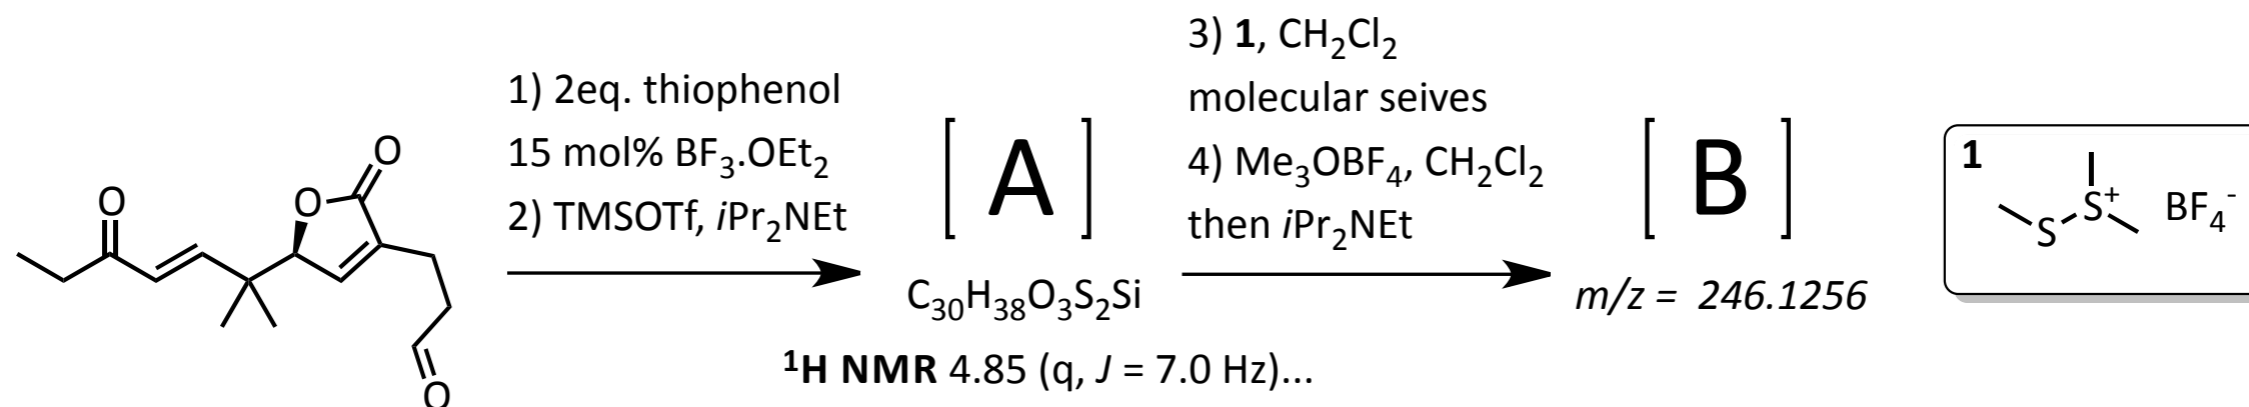 1) 2eq. thiophenol
15 mol% BF3.OEt2
2) TMSOTf, iPr2NEt
[ A ]
C30H38O3S2Si
1H NMR 4.85 (q, J = 7.0 Hz)...
3) 1, CH2Cl2
molecular seives
4) Me3OBF4, CH2Cl2
then iPr2NEt
[ B ]
m/z = 246.1256
1
S
S+
BF4-
O
O
O
O